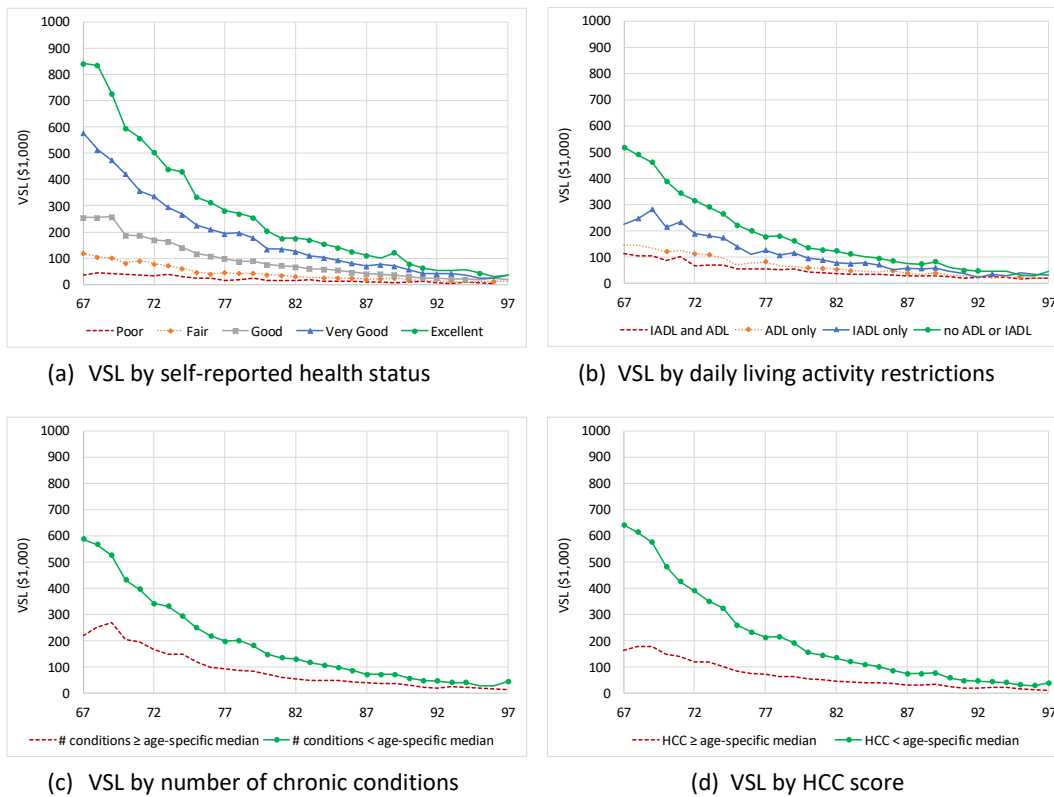 1000
900
800
700
600
500
400
300
200
100
0
VSL ($1,000)
67 72 77 82 87 92 97
Poor Fair Good Very Good Excellent
(a) VSL by self-reported health status
1000
900
800
700
600
500
400
300
200
100
0
VSL ($1,000)
67 72 77 82 87 92 97
IADL and ADL ADL only IADL only no ADL or IADL
(b) VSL by daily living activity restrictions
1000
900
800
700
600
500
400
300
200
100
0
VSL ($1,000)
67 72 77 82 87 92 97
# conditions ≥ age-specific median # conditions < age-specific median
(c) VSL by number of chronic conditions
1000
900
800
700
600
500
400
300
200
100
0
VSL ($1,000)
67 72 77 82 87 92 97
HCC ≥ age-specific median HCC < age-specific median
(d) VSL by HCC score